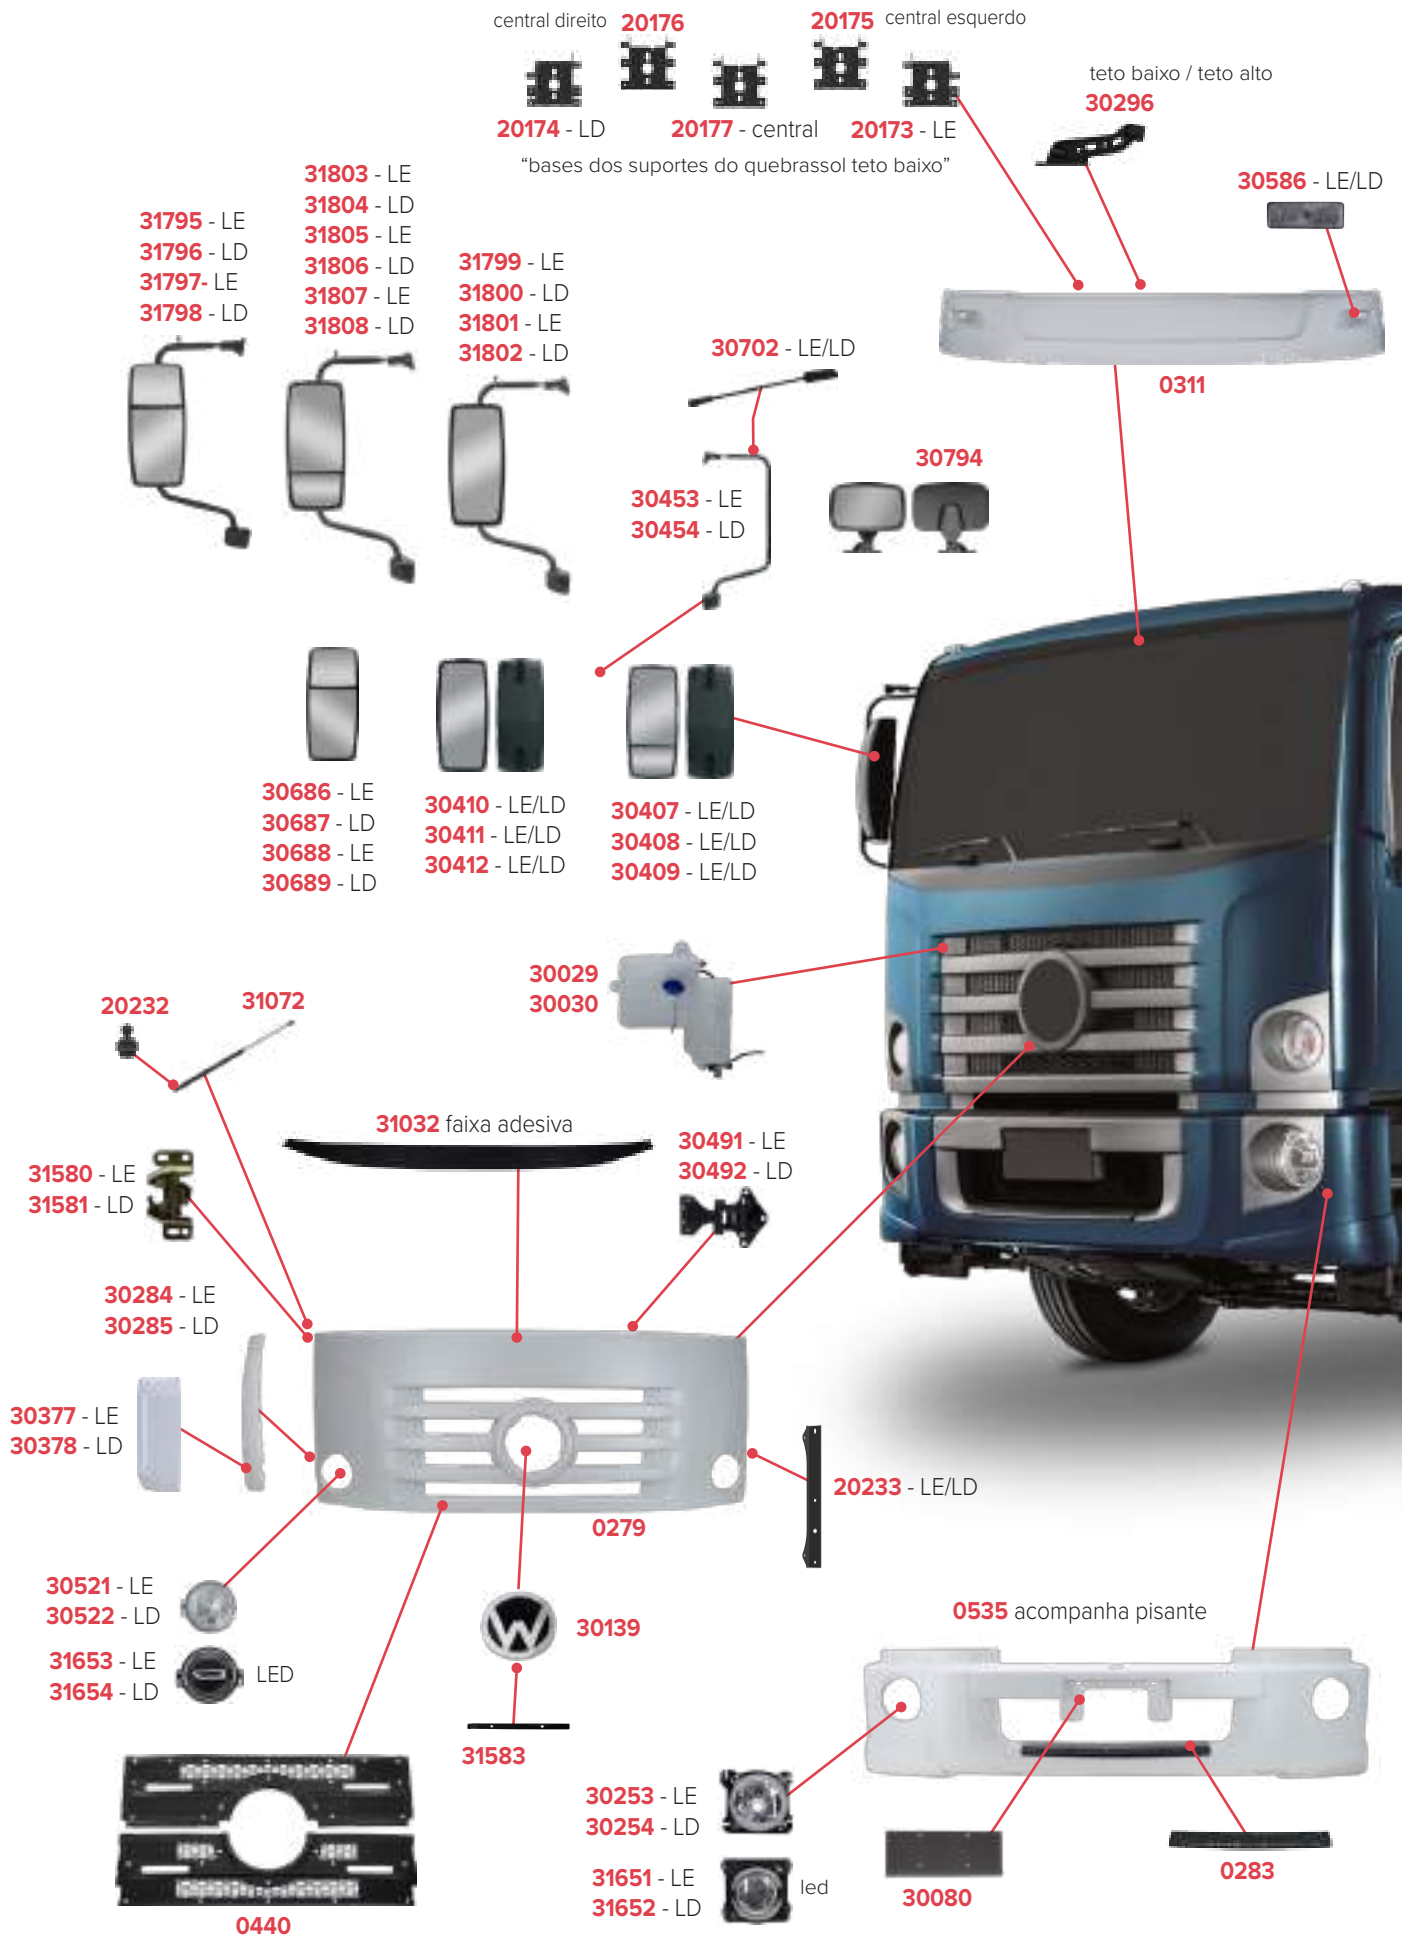 central direito 20176
20175 central esquerdo
20174 - LD
20177 - central
20173 - LE
“bases dos suportes do quebrassol teto baixo”
teto baixo / teto alto
30296
30586 - LE/LD
31795 - LE
31796 - LD
31797- LE
31798 - LD
31803 - LE
31804 - LD
31805 - LE
31806 - LD
31807 - LE
31808 - LD
31799 - LE
31800 - LD
31801 - LE
31802 - LD
30702 - LE/LD
0311
30453 - LE
30454 - LD
30794
30686 - LE
30687 - LD
30688 - LE
30689 - LD
30410 - LE/LD
30411 - LE/LD
30412 - LE/LD
30407 - LE/LD
30408 - LE/LD
30409 - LE/LD
30029
30030
20232
31072
31032 faixa adesiva
30491 - LE
30492 - LD
31580 - LE
31581 - LD
30284 - LE
30285 - LD
30377 - LE
30378 - LD
20233 - LE/LD
0279
30521 - LE
30522 - LD
31653 - LE
31654 - LD
LED
30139
31583
0535 acompanha pisante
30253 - LE
30254 - LD
31651 - LE
31652 - LD
led
30080
0283
0440